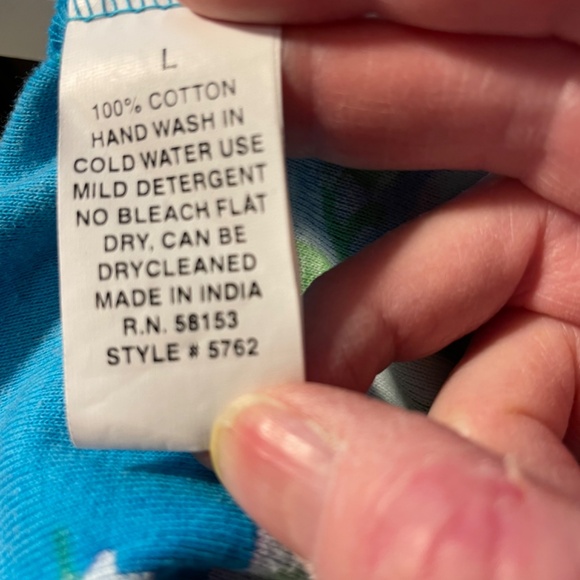 L
100% COTTON
HAND WASH IN
COLD WATER USE
MILD DETERGENT
NO BLEACH FLAT
DRY, CAN BE
DRYCLEANED
MADE IN INDIA
R.N. 58153
STYLE # 5762